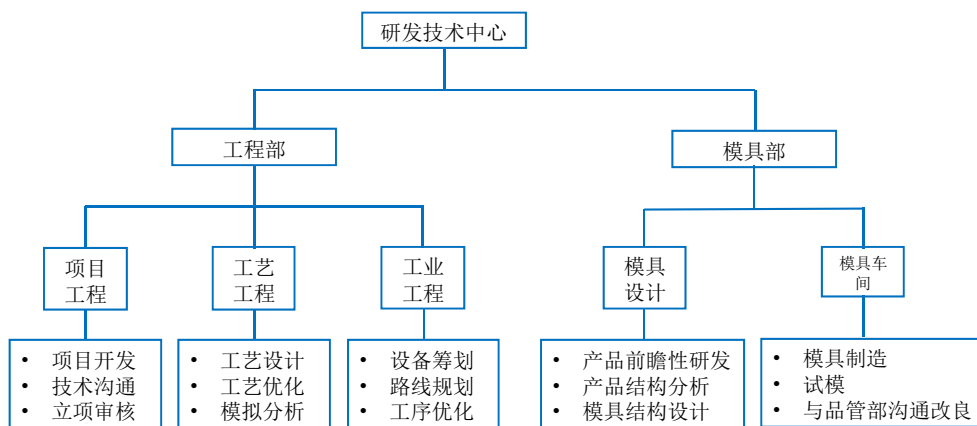 研发技术中心
工程部
模具部
项目
工程
工艺
工程
工业
工程
模具
设计
模具车
间
• 项目开发
• 技术沟通
• 立项审核
• 工艺设计
• 工艺优化
• 模拟分析
• 设备筹划
• 路线规划
• 工序优化
• 产品前瞻性研发
• 产品结构分析
• 模具结构设计
• 模具制造
• 试模
• 与品管部沟通改良